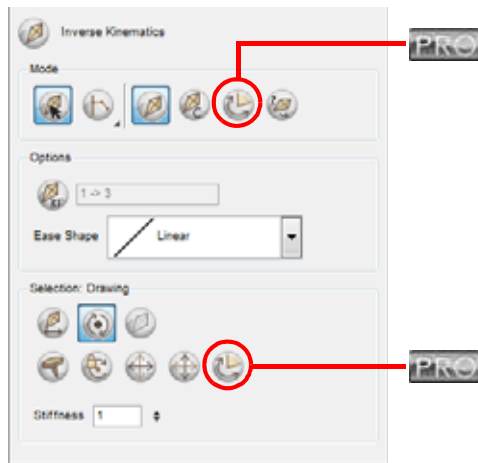 Inverse Kinematics
PRO
Mode
Options
1 -> 3
Ease Shape Linear
Selection: Drawing
PRO
Stiffness 1